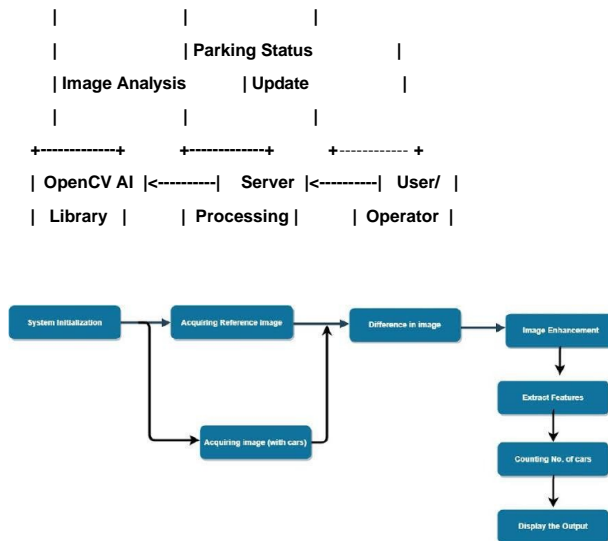 |                    |                    |
|                    | Parking Status             |
| Image Analysis         | Update                  |
|                    |                    |
+-------------+         +-------------+         +------------ +
|  OpenCV AI  |<----------|    Server  |<----------|  User/  |
|   Library  |         |  Processing |         |  Operator  |
System Initialization
Acquiring Reference Image
Difference in image
Image Enhancement
Extract Features
Acquiring image (with cars)
Counting No. of cars
Display the Output